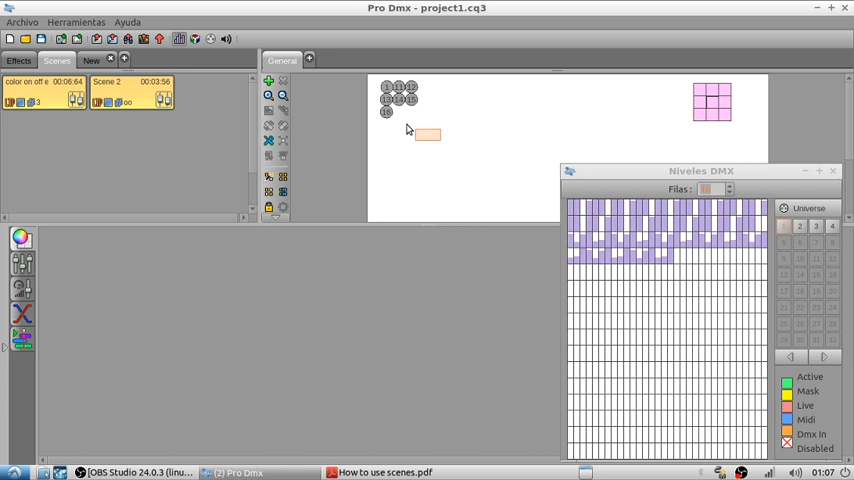 Pro Dmx - project1.cq3
Archivo Herramientas Ayuda
Effects Scenes New
General
color on off e 00:06:64
#3
Scene 2 00:03:56
#oo
1 11 12
13 14 15
16
Niveles DMX
Filas :
Universe
1 2 3 4
5 6 7 8
9 10 11 12
13 14 15 16
17 18 19 20
21 22 23 24
25 26 27 28
29 30 31 32
Active
Mask
Live
Midi
Dmx In
Disabled
[OBS Studio 24.0.3 (linu...
(2) Pro Dmx
How to use scenes.pdf
01:07